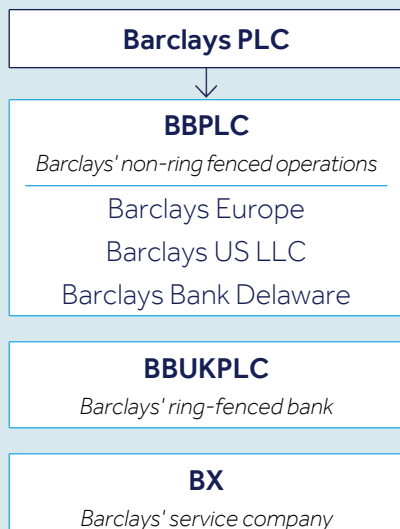 Barclays PLC
BBPLC
Barclays' non-ring fenced operations
Barclays Europe
Barclays US LLC
Barclays Bank Delaware
BBUKPLC
Barclays' ring-fenced bank
BX
Barclays' service company